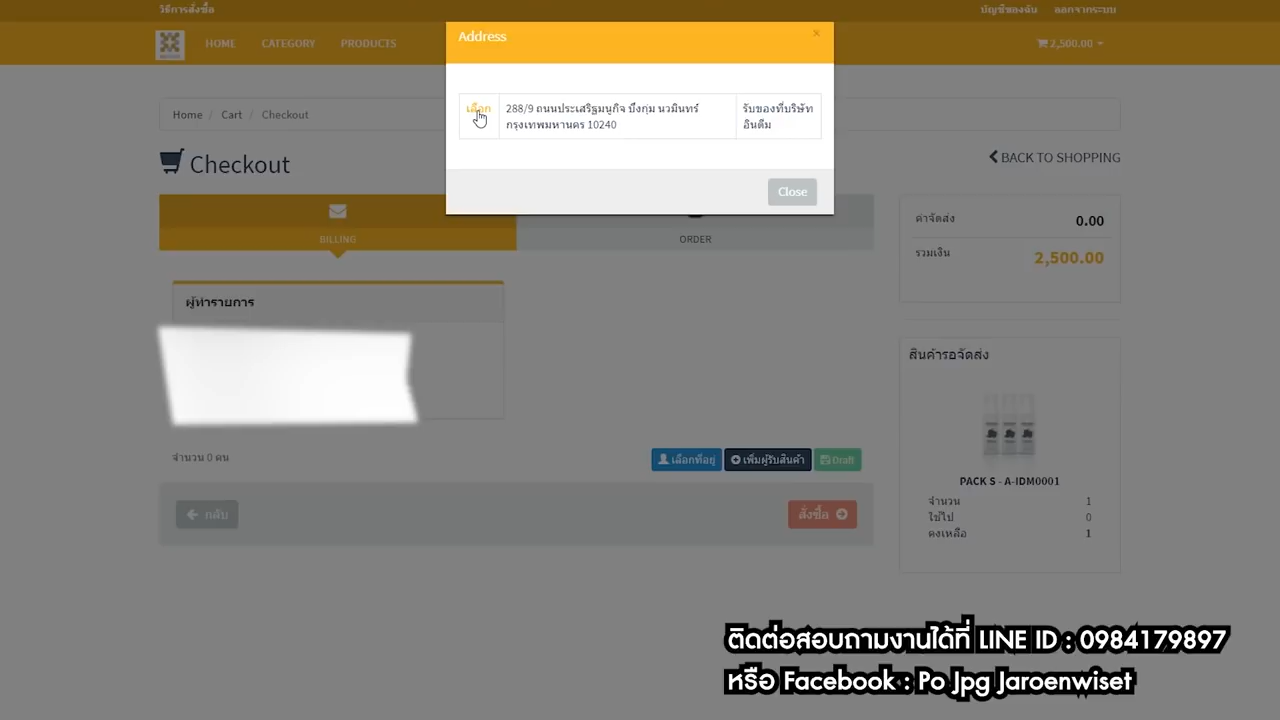 วิธีการสั่งซื้อ
บัญชีของฉัน ออกจากระบบ
HOME CATEGORY PRODUCTS
2,500.00
Address
×
เลือก
288/9 ถนนประเสริฐมนูกิจ บึงกุ่ม นวมินทร์
กรุงเทพมหานคร 10240
รับของที่บริษัท
อินดีม
Close
Home / Cart / Checkout
Checkout
BACK TO SHOPPING
BILLING
ORDER
ค่าจัดส่ง 0.00
รวมเงิน 2,500.00
ผู้ทำรายการ
จำนวน 0 คน
เลือกที่อยู่ เพิ่มผู้รับสินค้า Draft
กลับ
สั่งซื้อ
สินค้ารอจัดส่ง
PACK S - A-IDM0001
จำนวน 1
ใช้ไป 0
คงเหลือ 1
ติดต่อสอบถามงานได้ที่ LINE ID : 0984179897
หรือ Facebook : Po Jpg Jaroenwiset